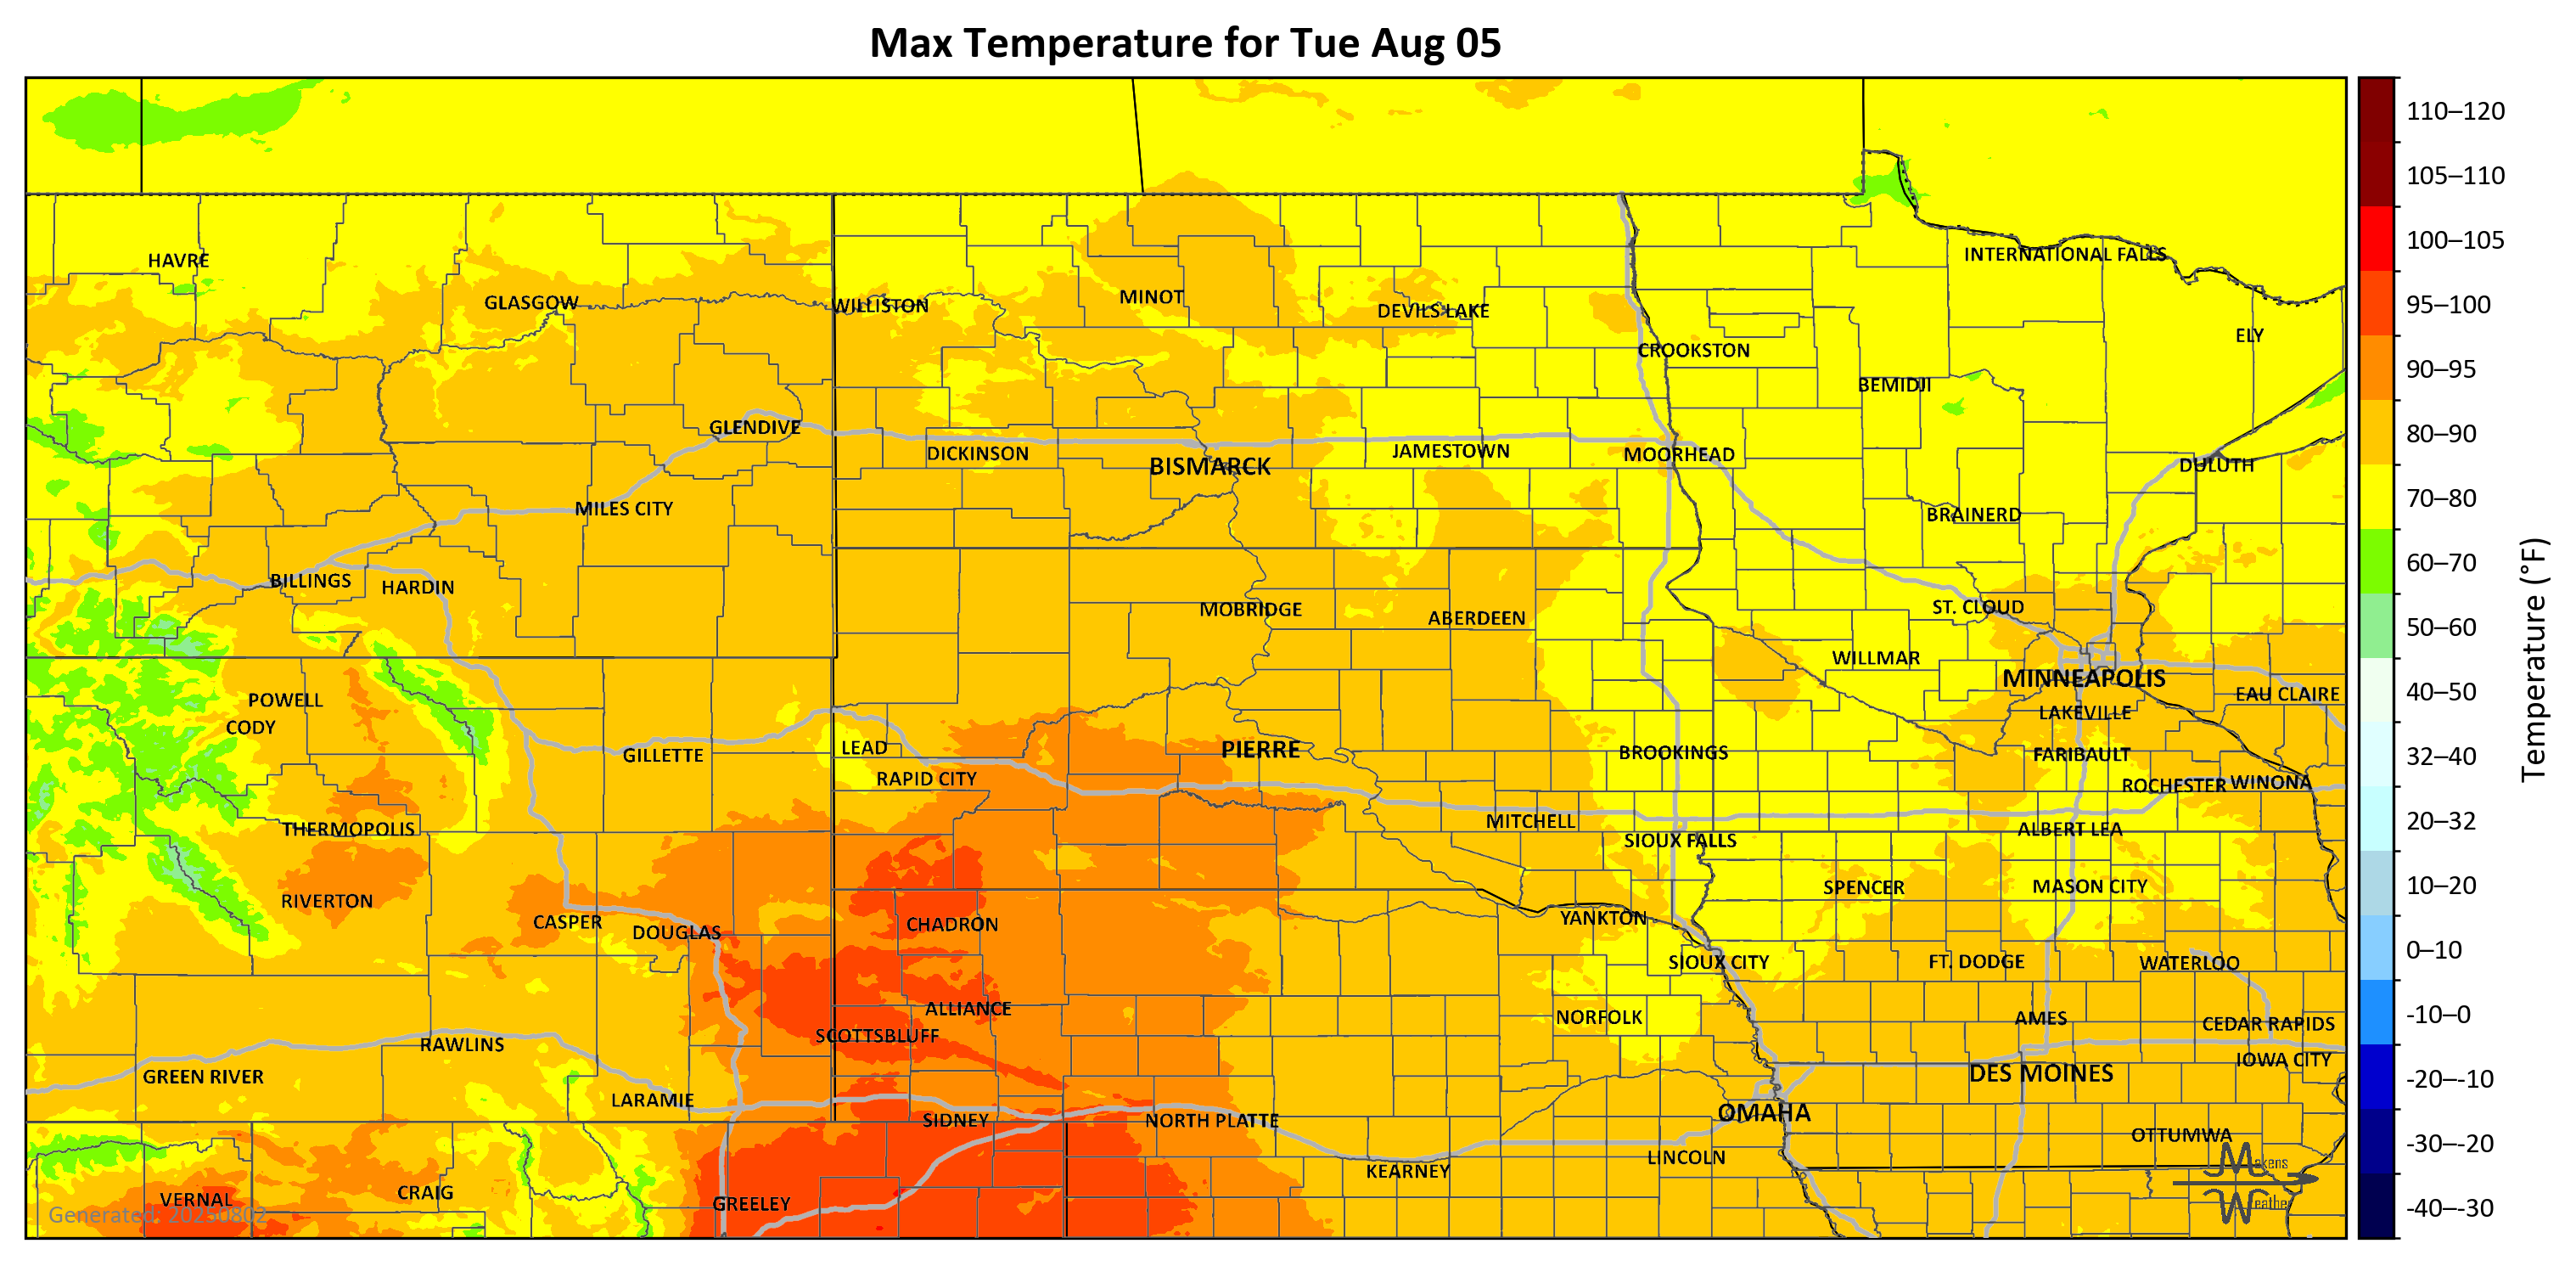 Max Temperature for Tue Aug 05
HAVRE
GLASGOW
WILLISTON
MINOT
DEVILS LAKE
INTERNATIONAL FALLS
CROOKSTON
ELY
BEMIDJI
GLENDIVE
DICKINSON
BISMARCK
JAMESTOWN
MOORHEAD
DULUTH
MILES CITY
BRAINERD
BILLINGS
HARDIN
MOBRIDGE
ABERDEEN
ST. CLOUD
WILLMAR
MINNEAPOLIS
EAU CLAIRE
POWELL
CODY
LAKEVILLE
GILLETTE
LEAD
RAPID CITY
PIERRE
BROOKINGS
FARIBAULT
ROCHESTER
WINONA
THERMOPOLIS
MITCHELL
SIOUX FALLS
ALBERT LEA
RIVERTON
CASPER
DOUGLAS
CHADRON
YANKTON
SPENCER
MASON CITY
SIOUX CITY
FT. DODGE
WATERLOO
ALLIANCE
SCOTTSBLUFF
NORFOLK
AMES
CEDAR RAPIDS
RAWLINS
GREEN RIVER
IOWA CITY
DES MOINES
LARAMIE
SIDNEY
NORTH PLATTE
OMAHA
OTTUMWA
KEARNEY
LINCOLN
VERNAL
CRAIG
GREELEY
Generated: 20250802
Makens
Weather
110–120
105–110
100–105
95–100
90–95
80–90
70–80
60–70
50–60
40–50
32–40
20–32
10–20
0–10
-10–0
-20–-10
-30–-20
-40–-30
Temperature (°F)